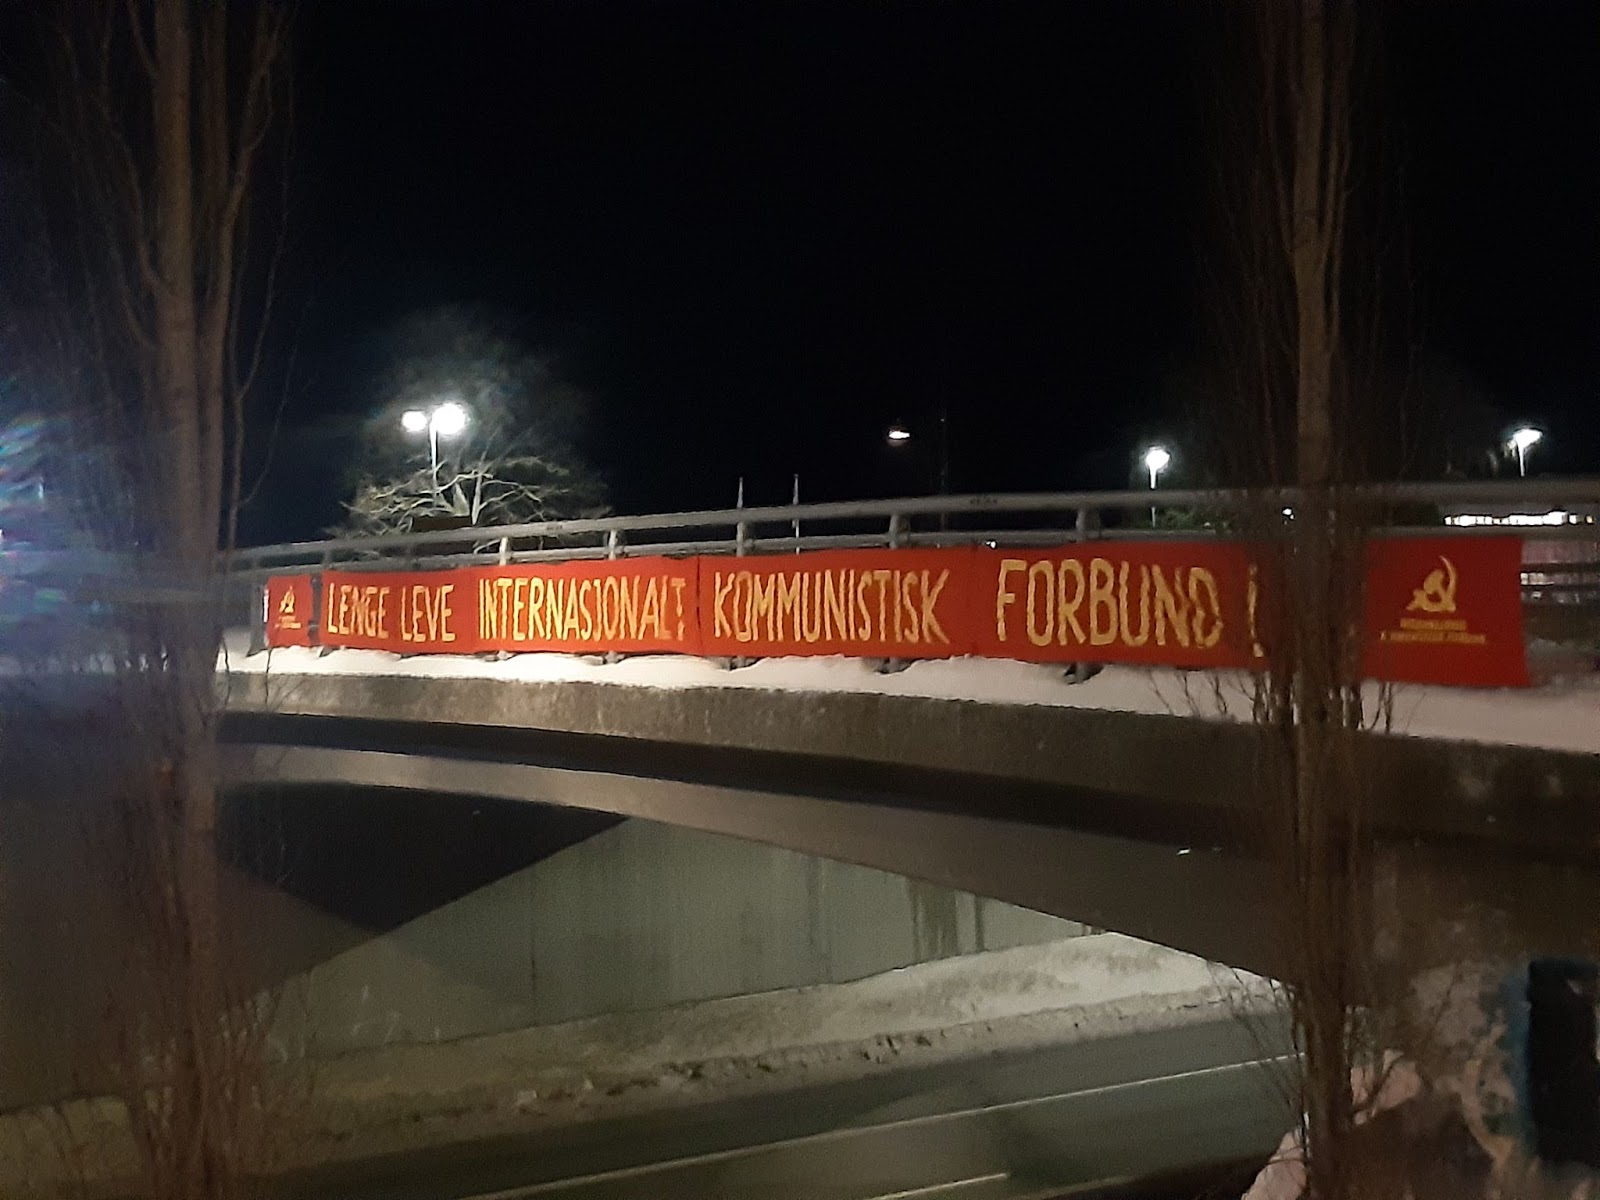 LENGE LEVE INTERNASJONALT KOMMUNISTISK FORBUND !